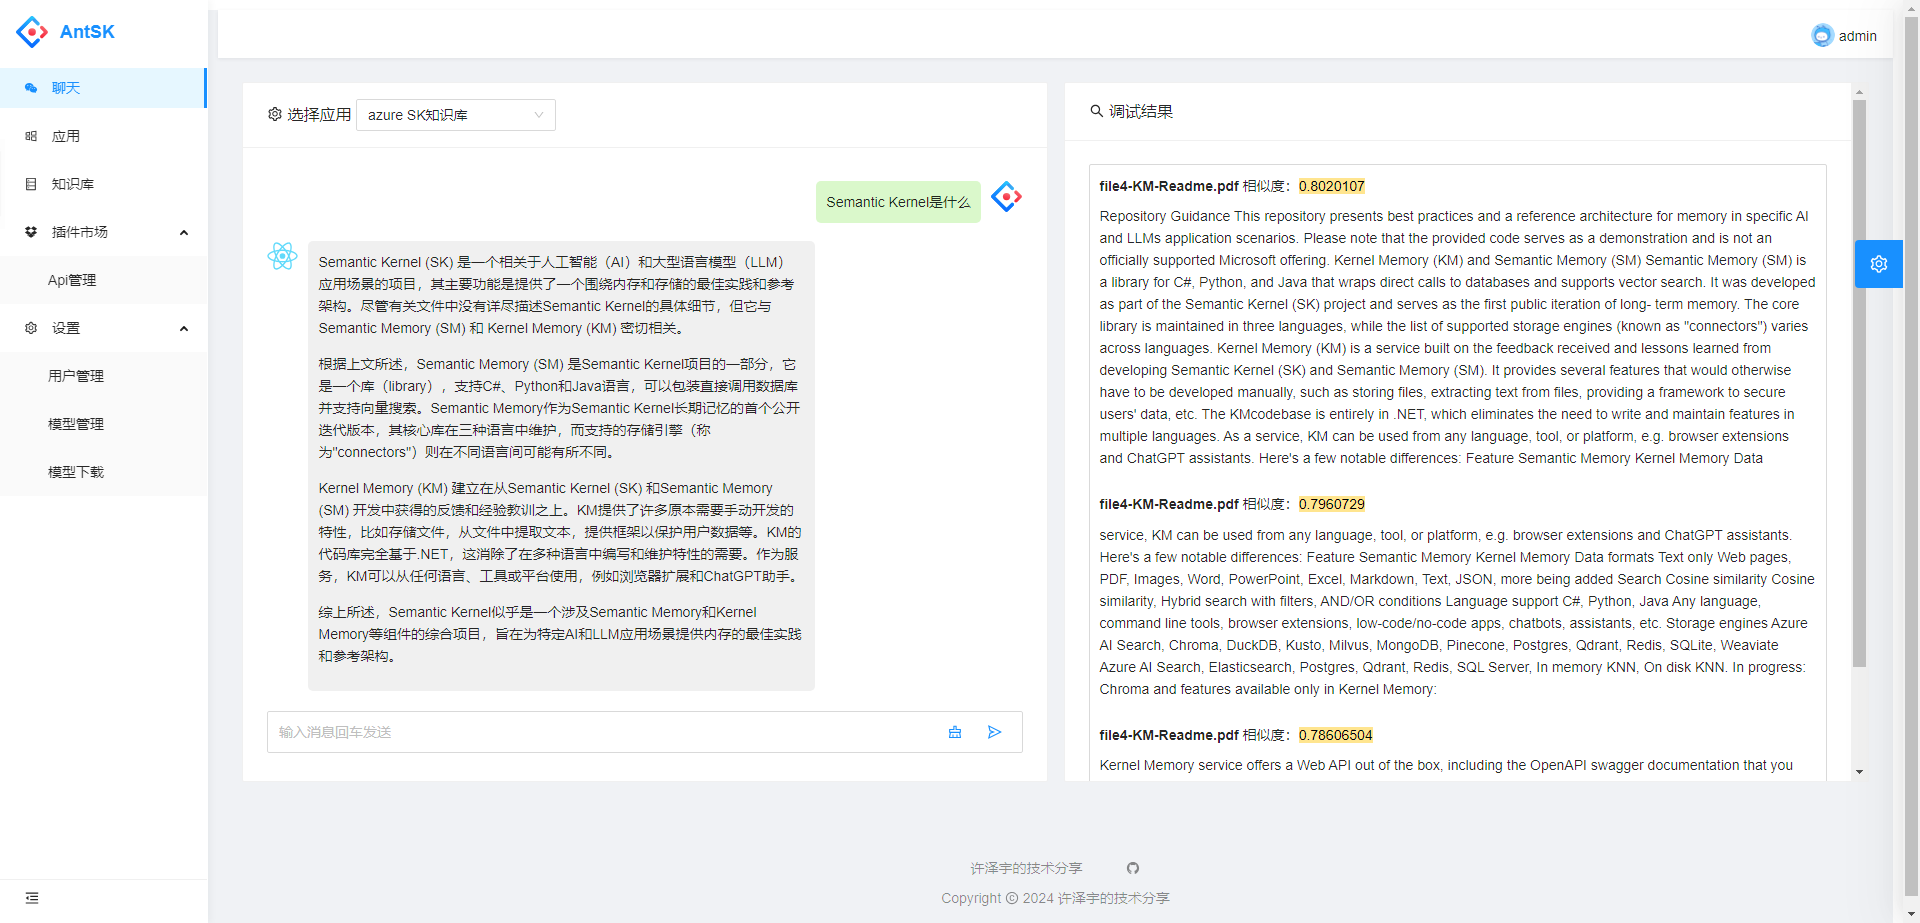 AntSK
admin
聊天
应用
知识库
插件市场
Api管理
设置
用户管理
模型管理
模型下载
选择应用 azure SK知识库
Semantic Kernel是什么
Semantic Kernel (SK) 是一个相关于人工智能（AI）和大型语言模型（LLM）
应用场景的项目，其主要功能是提供了一个围绕内存和存储的最佳实践和参考
架构。尽管有关文件中没有详尽描述Semantic Kernel的具体细节，但它与
Semantic Memory (SM) 和 Kernel Memory (KM) 密切相关。
根据上文所述，Semantic Memory (SM) 是Semantic Kernel项目的一部分，它
是一个库（library），支持C#、Python和Java语言，可以包装直接调用数据库
并支持向量搜索。Semantic Memory作为Semantic Kernel长期记忆的首个公开
迭代版本，其核心库在三种语言中维护，而支持的存储引擎（称
为"connectors"）则在不同语言间可能有所不同。
Kernel Memory (KM) 建立在从Semantic Kernel (SK) 和Semantic Memory
(SM) 开发中获得的反馈和经验教训之上。KM提供了许多原本需要手动开发的
特性，比如存储文件，从文件中提取文本，提供框架以保护用户数据等。KM的
代码库完全基于.NET，这消除了在多种语言中编写和维护特性的需要。作为服
务，KM可以从任何语言、工具或平台使用，例如浏览器扩展和ChatGPT助手。
综上所述，Semantic Kernel似乎是一个涉及Semantic Memory和Kernel
Memory等组件的综合项目，旨在为特定AI和LLM应用场景提供内存的最佳实践
和参考架构。
输入消息回车发送
调试结果
file4-KM-Readme.pdf 相似度：0.8020107
Repository Guidance This repository presents best practices and a reference architecture for memory in specific AI
and LLMs application scenarios. Please note that the provided code serves as a demonstration and is not an
officially supported Microsoft offering. Kernel Memory (KM) and Semantic Memory (SM) Semantic Memory (SM) is
a library for C#, Python, and Java that wraps direct calls to databases and supports vector search. It was developed
as part of the Semantic Kernel (SK) project and serves as the first public iteration of long- term memory. The core
library is maintained in three languages, while the list of supported storage engines (known as "connectors") varies
across languages. Kernel Memory (KM) is a service built on the feedback received and lessons learned from
developing Semantic Kernel (SK) and Semantic Memory (SM). It provides several features that would otherwise
have to be developed manually, such as storing files, extracting text from files, providing a framework to secure
users' data, etc. The KMcodebase is entirely in .NET, which eliminates the need to write and maintain features in
multiple languages. As a service, KM can be used from any language, tool, or platform, e.g. browser extensions
and ChatGPT assistants. Here's a few notable differences: Feature Semantic Memory Kernel Memory Data
file4-KM-Readme.pdf 相似度：0.7960729
service, KM can be used from any language, tool, or platform, e.g. browser extensions and ChatGPT assistants.
Here's a few notable differences: Feature Semantic Memory Kernel Memory Data formats Text only Web pages,
PDF, Images, Word, PowerPoint, Excel, Markdown, Text, JSON, more being added Search Cosine similarity Cosine
similarity, Hybrid search with filters, AND/OR conditions Language support C#, Python, Java Any language,
command line tools, browser extensions, low-code/no-code apps, chatbots, assistants, etc. Storage engines Azure
AI Search, Chroma, DuckDB, Kusto, Milvus, MongoDB, Pinecone, Postgres, Qdrant, Redis, SQLite, Weaviate
Azure AI Search, Elasticsearch, Postgres, Qdrant, Redis, SQL Server, In memory KNN, On disk KNN. In progress:
Chroma and features available only in Kernel Memory:
file4-KM-Readme.pdf 相似度：0.78606504
Kernel Memory service offers a Web API out of the box, including the OpenAPI swagger documentation that you
许泽宇的技术分享
Copyright © 2024 许泽宇的技术分享